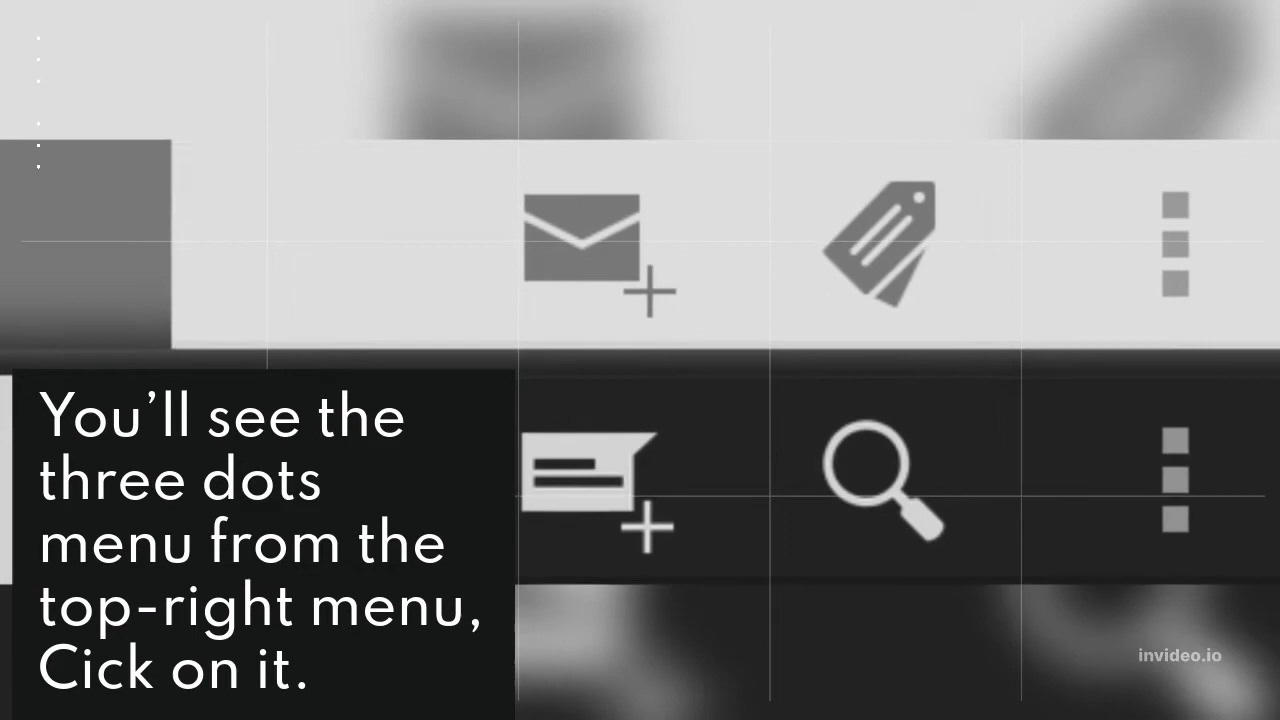 You’ll see the
three dots
menu from the
top-right menu,
Cick on it.
invideo.io